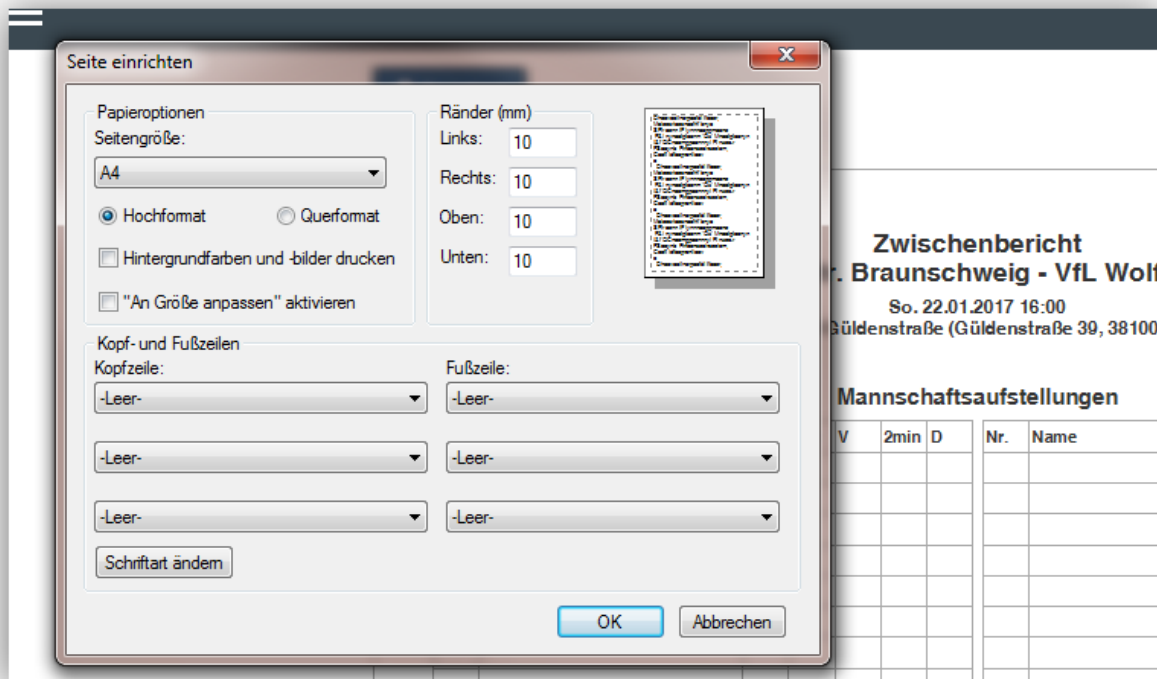 Seite einrichten
Papieroptionen
Seitengröße:
A4
Hochformat
Querformat
Hintergrundfarben und -bilder drucken
"An Größe anpassen" aktivieren
Ränder (mm)
Links: 10
Rechts: 10
Oben: 10
Unten: 10
Kopf- und Fußzeilen
Kopfzeile:
Fußzeile:
-Leer- -Leer-
-Leer- -Leer-
-Leer- -Leer-
Schriftart ändern
OK
Abbrechen
Zwischenbericht
r. Braunschweig - VfL Wolf
So. 22.01.2017 16:00
Güldenstraße (Güldenstraße 39, 38100
Mannschaftsaufstellungen
V 2min D Nr. Name